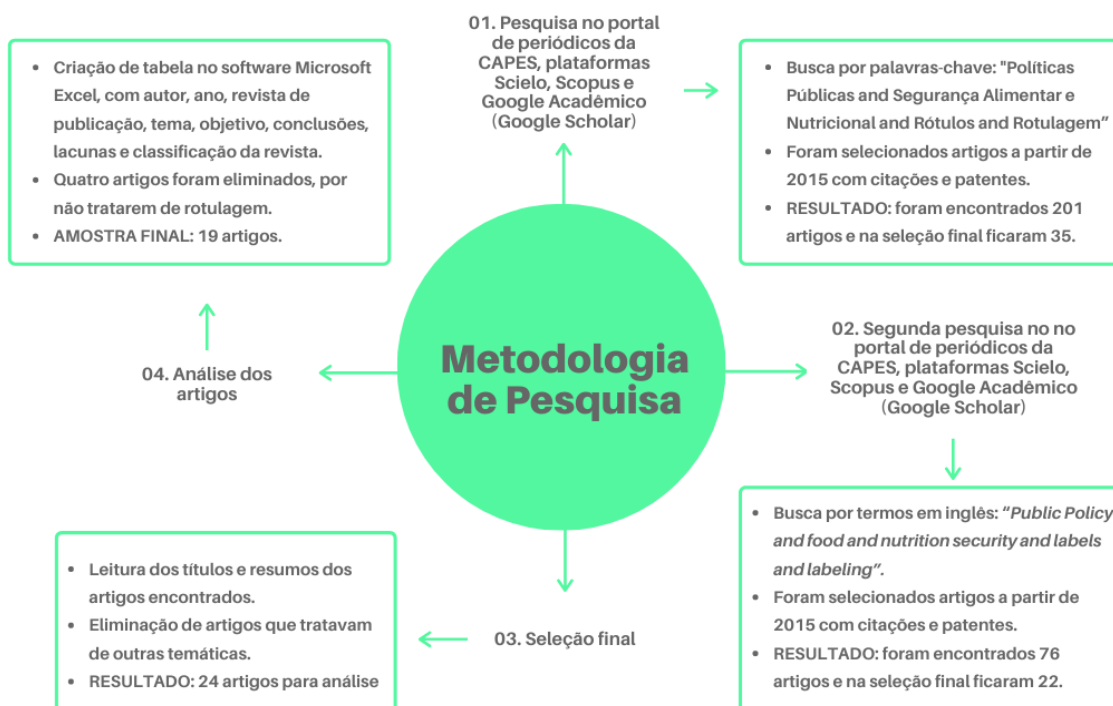 01. Pesquisa no portal
de periódicos da
CAPES, plataformas
Scielo, Scopus e
Google Acadêmico
(Google Scholar)
• Busca por palavras-chave: "Políticas
Públicas and Segurança Alimentar e
Nutricional and Rótulos and Rotulagem”
• Foram selecionados artigos a partir de
2015 com citações e patentes.
• RESULTADO: foram encontrados 201
artigos e na seleção final ficaram 35.
Metodologia
de Pesquisa
02. Segunda pesquisa no no
portal de periódicos da
CAPES, plataformas Scielo,
Scopus e Google Acadêmico
(Google Scholar)
• Busca por termos em inglês: “Public Policy
and food and nutrition security and labels
and labeling”.
• Foram selecionados artigos a partir de
2015 com citações e patentes.
• RESULTADO: foram encontrados 76
artigos e na seleção final ficaram 22.
03. Seleção final
• Leitura dos títulos e resumos dos
artigos encontrados.
• Eliminação de artigos que tratavam
de outras temáticas.
• RESULTADO: 24 artigos para análise
04. Análise dos
artigos
• Criação de tabela no software Microsoft
Excel, com autor, ano, revista de
publicação, tema, objetivo, conclusões,
lacunas e classificação da revista.
• Quatro artigos foram eliminados, por
não tratarem de rotulagem.
• AMOSTRA FINAL: 19 artigos.